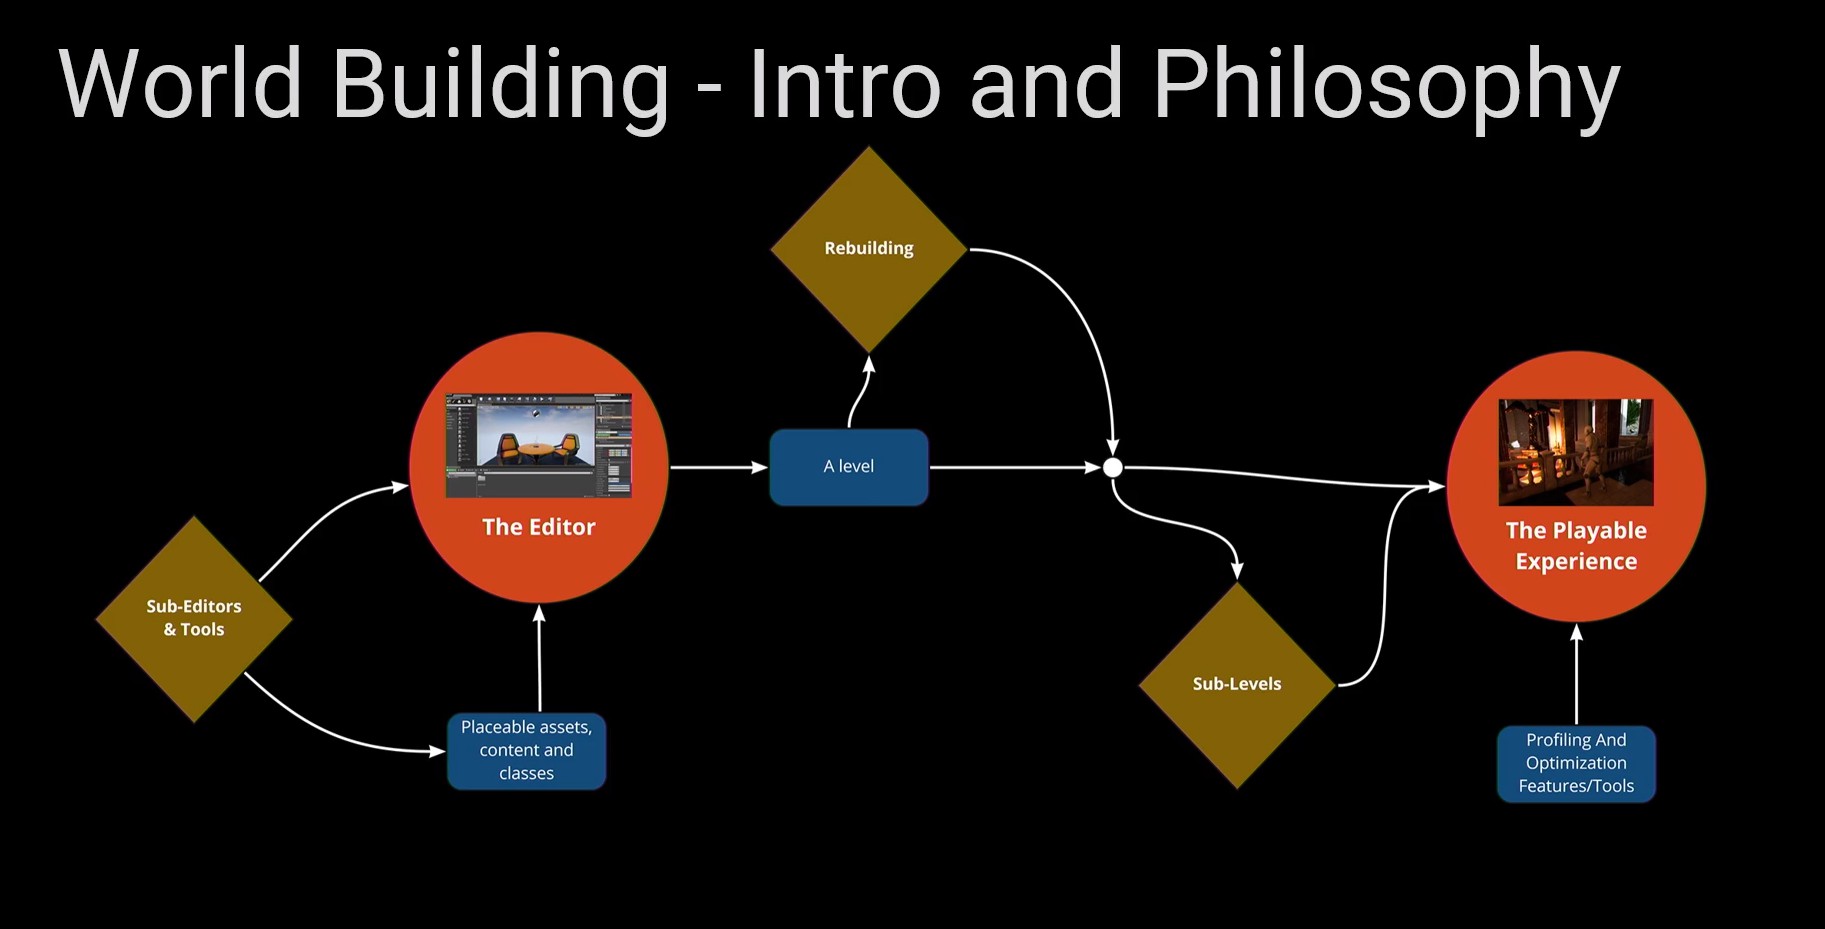 World Building - Intro and Philosophy
Rebuilding
A level
The Editor
Sub-Editors
& Tools
Placeable assets,
content and
classes
Sub-Levels
The Playable
Experience
Profiling And
Optimization
Features/Tools